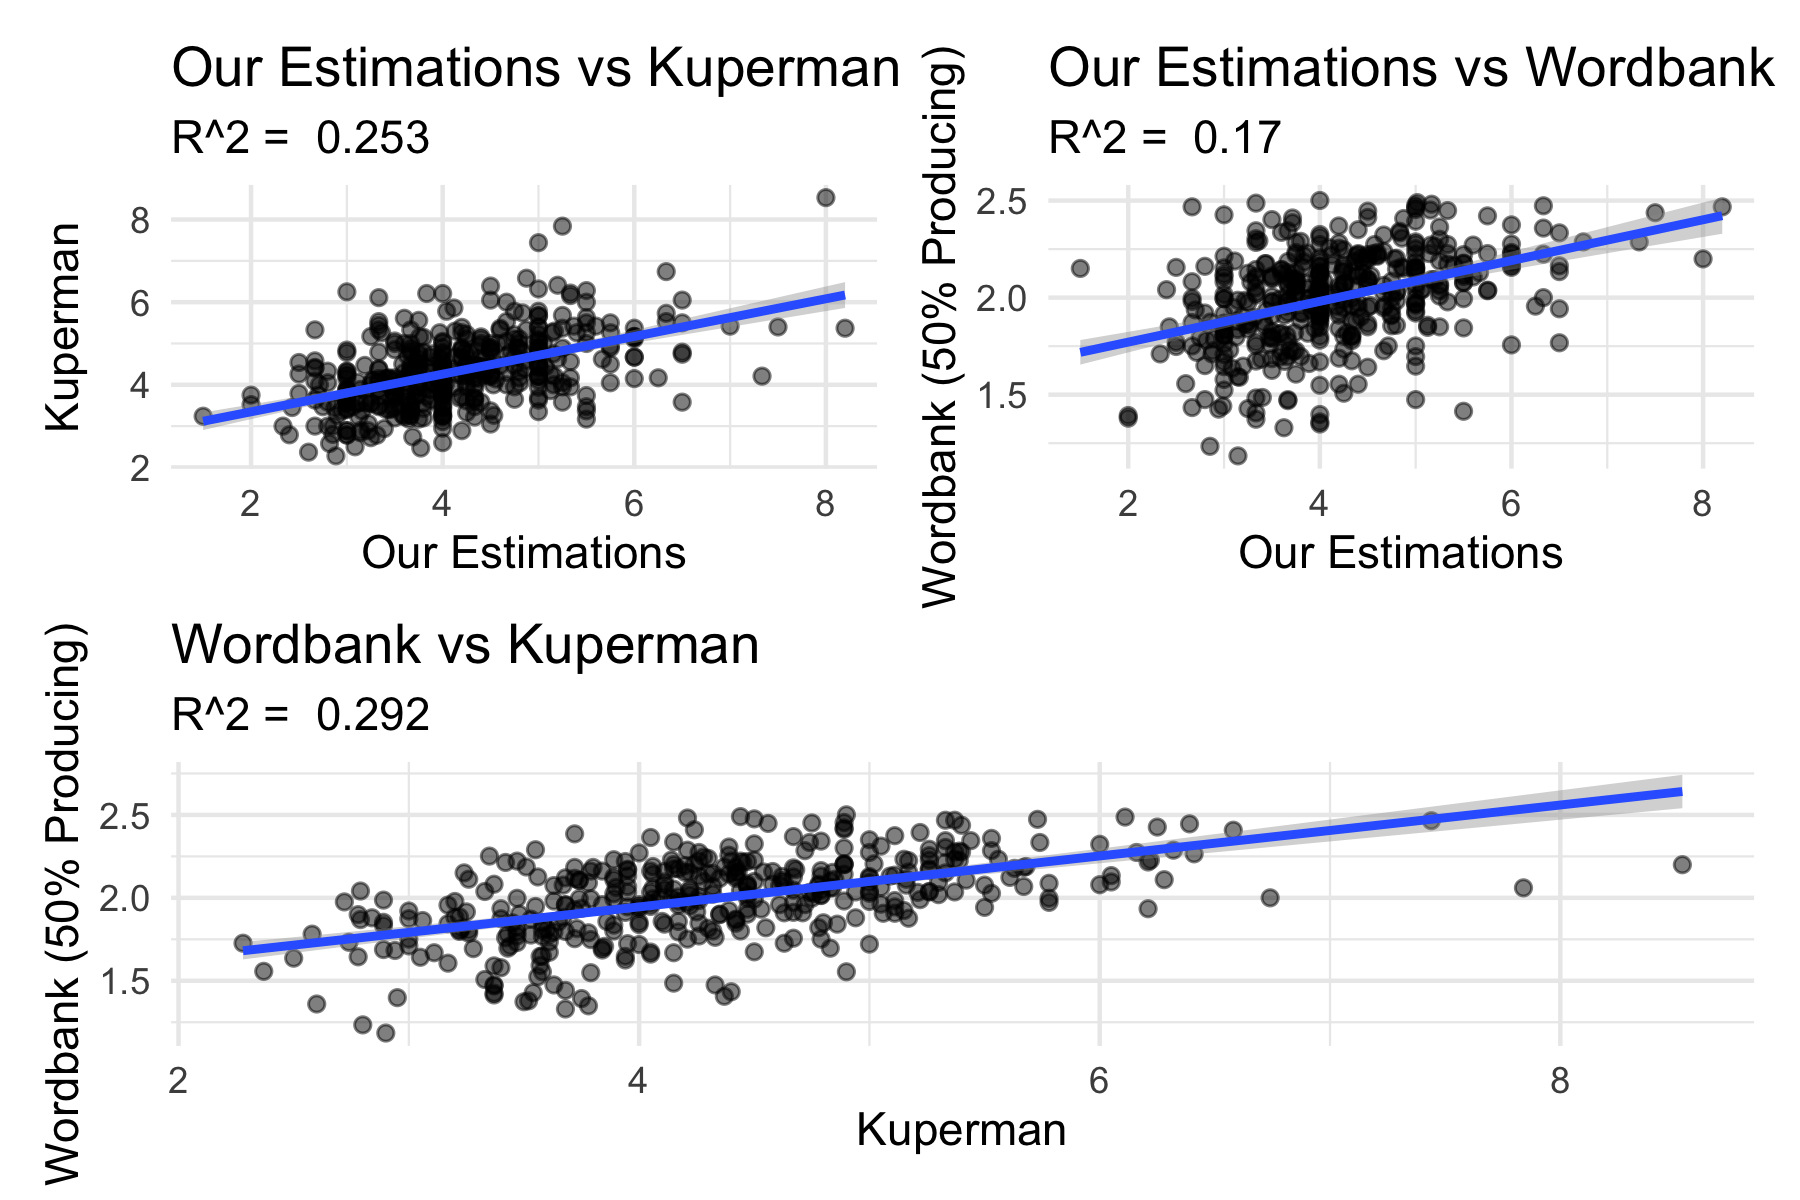 Our Estimations vs Kuperman
R^2 =  0.253
Kuperman
8
6
4
2
2 4 6 8
Our Estimations
Our Estimations vs Wordbank
R^2 =  0.17
Wordbank (50% Producing)
2.5
2.0
1.5
2 4 6 8
Our Estimations
Wordbank vs Kuperman
R^2 =  0.292
Wordbank (50% Producing)
2.5
2.0
1.5
2 4 6 8
Kuperman